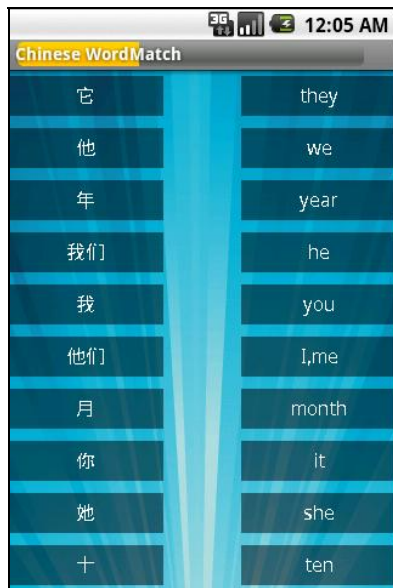 3G 12:05 AM
Chinese WordMatch
它 they
他 we
年 year
我们 he
我 you
他们 I,me
月 month
你 it
她 she
十 ten